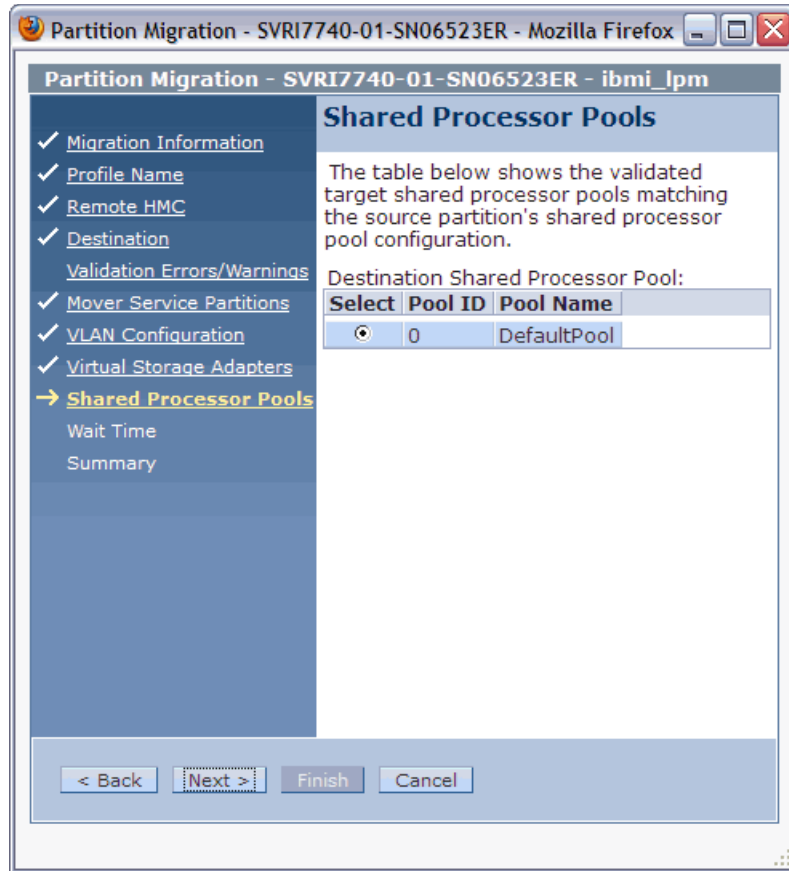 Partition Migration - SVRI7740-01-SN06523ER - Mozilla Firefox
Partition Migration - SVRI7740-01-SN06523ER - ibmi_lpm
Migration Information
Profile Name
Remote HMC
Destination
Validation Errors/Warnings
Mover Service Partitions
VLAN Configuration
Virtual Storage Adapters
Shared Processor Pools
Wait Time
Summary
Shared Processor Pools
The table below shows the validated
target shared processor pools matching
the source partition's shared processor
pool configuration.
Destination Shared Processor Pool:
Select Pool ID Pool Name
0 DefaultPool
< Back Next > Finish Cancel